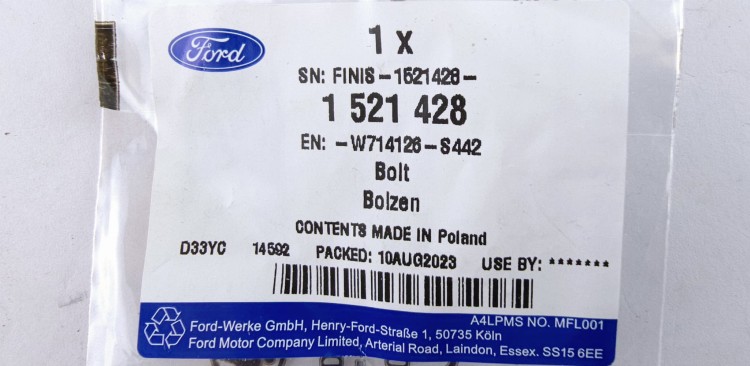 Ford
1 x
SN: FINIS-1521428-
1 521 428
EN: -W714126-S442
Bolt
Bolzen
CONTENTS MADE IN Poland
D33YC 14592 PACKED: 10AUG2023 USE BY: *******
A4LPMS NO. MFL001
Ford-Werke GmbH, Henry-Ford-Straße 1, 50735 Köln
Ford Motor Company Limited, Arterial Road, Laindon, Essex. SS15 6EE